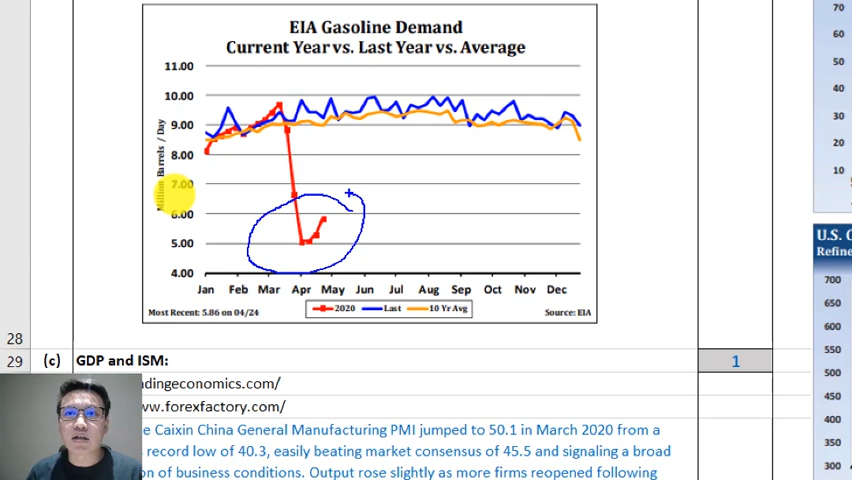 EIA Gasoline Demand
Current Year vs. Last Year vs. Average
11.00
10.00
9.00
8.00
7.00
6.00
5.00
4.00
Million Barrels / Day
Jan Feb Mar Apr May Jun Jul Aug Sep Oct Nov Dec
2020 Last 10 Yr Avg
Most Recent: 5.86 on 04/24
Source: EIA
28
29 (c) GDP and ISM: 1
ndingeconomics.com/
ww.forexfactory.com/
e Caixin China General Manufacturing PMI jumped to 50.1 in March 2020 from a
record low of 40.3, easily beating market consensus of 45.5 and signaling a broad
on of business conditions. Output rose slightly as more firms reopened following
70
60
50
40
30
20
10
U.S. C
Refine
700
650
600
550
500
450
400
350
300